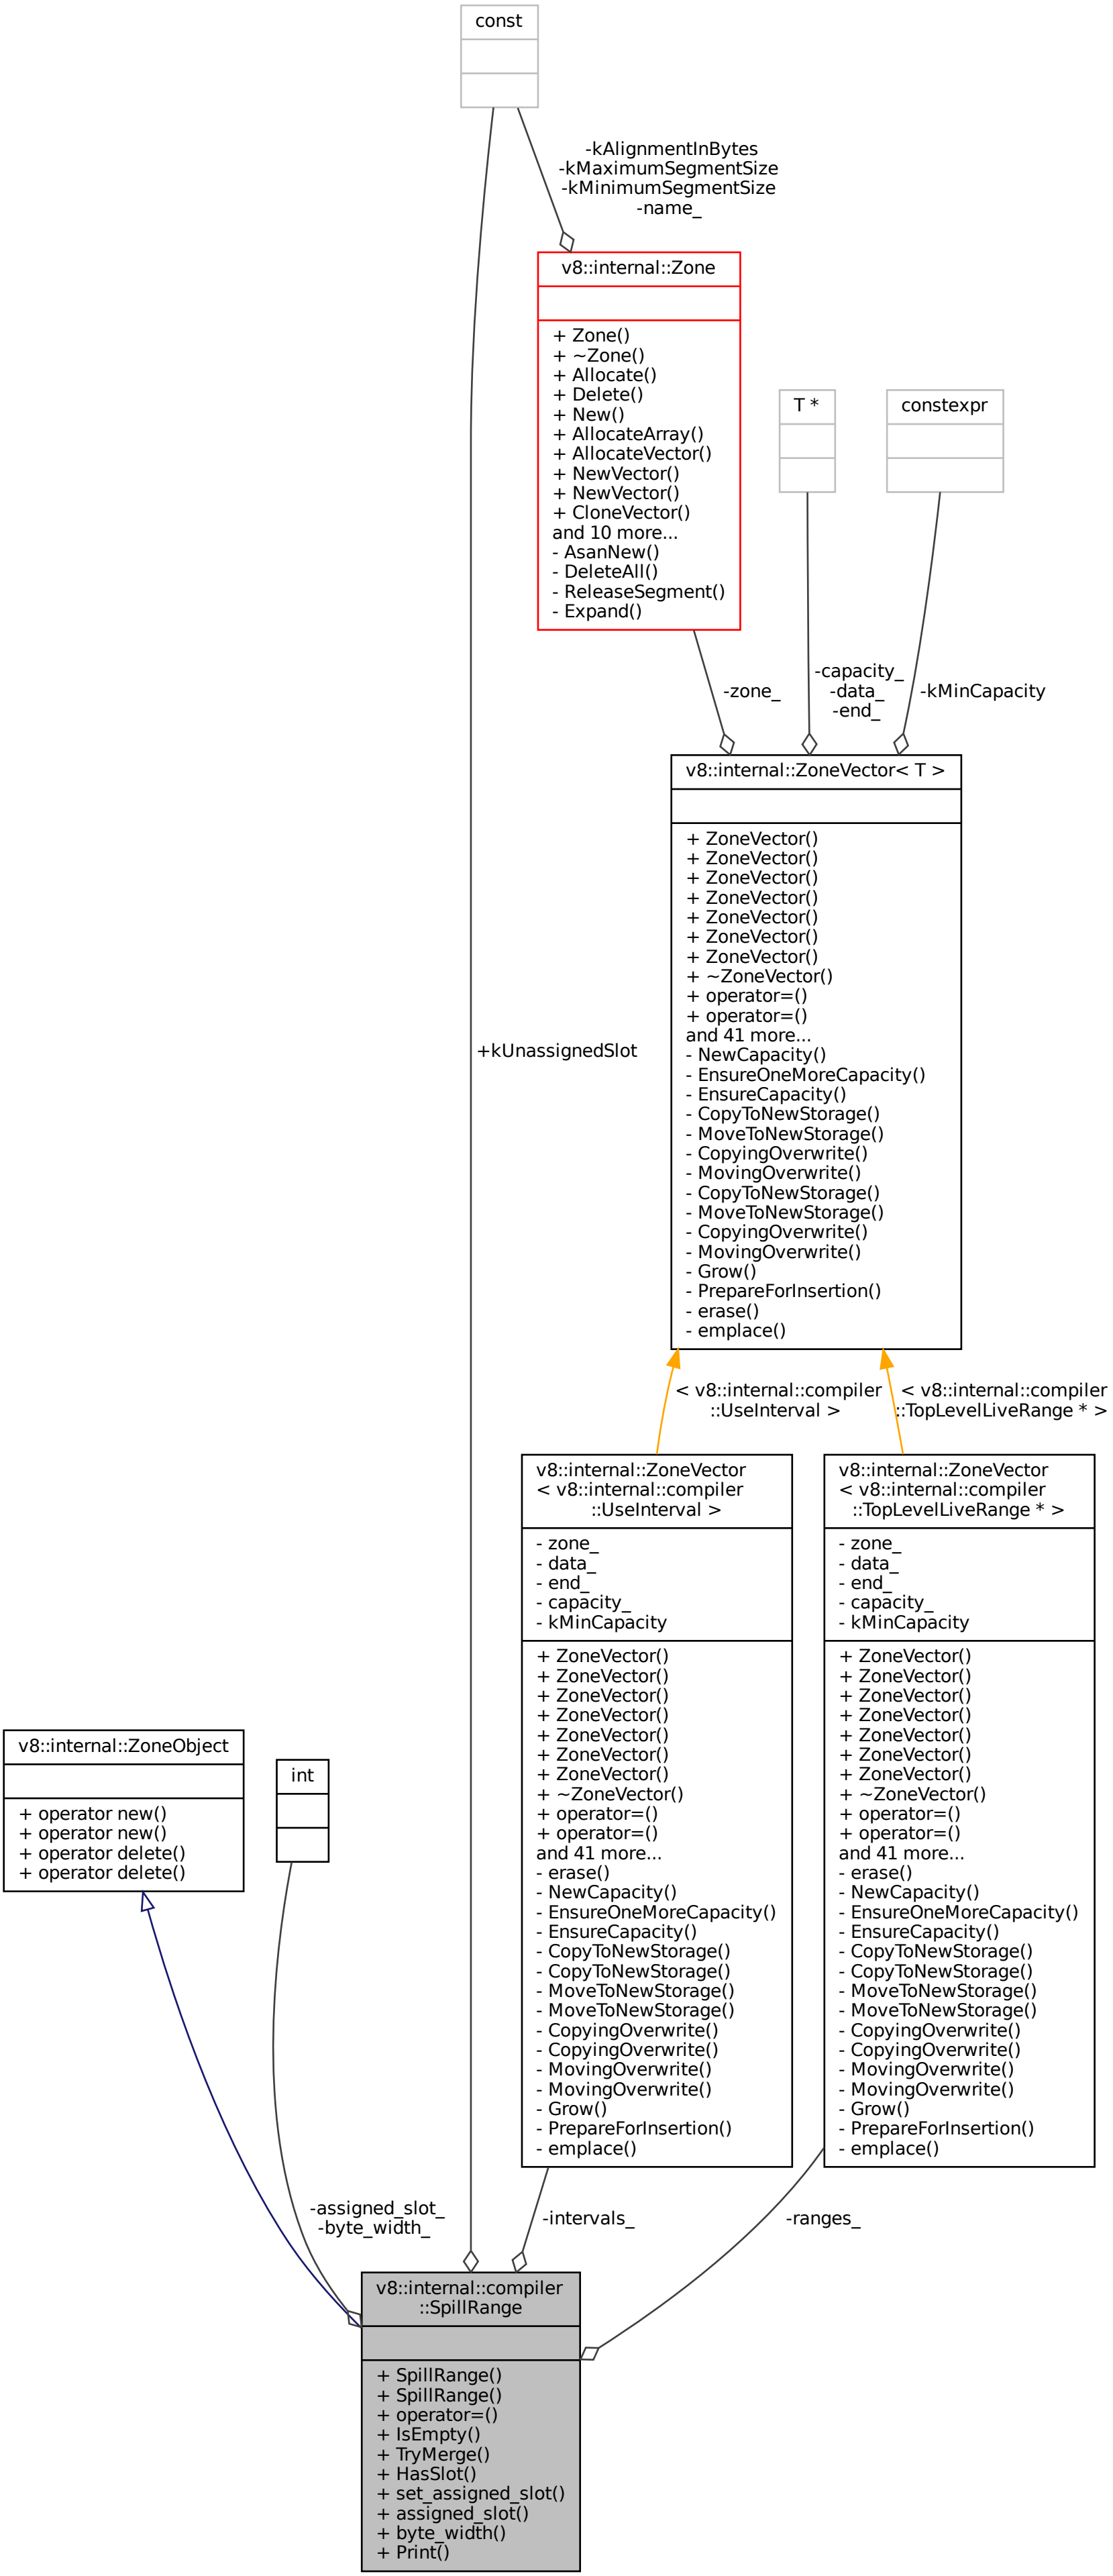 const
-kAlignmentInBytes
-kMaximumSegmentSize
-kMinimumSegmentSize
-name_
v8::internal::Zone
+ Zone()
+ ~Zone()
+ Allocate()
+ Delete()
+ New()
+ AllocateArray()
+ AllocateVector()
+ NewVector()
+ NewVector()
+ CloneVector()
and 10 more...
- AsanNew()
- DeleteAll()
- ReleaseSegment()
- Expand()
T *
constexpr
-zone_
-capacity_
-data_
-end_
-kMinCapacity
v8::internal::ZoneVector< T >
+ ZoneVector()
+ ZoneVector()
+ ZoneVector()
+ ZoneVector()
+ ZoneVector()
+ ZoneVector()
+ ZoneVector()
+ ~ZoneVector()
+ operator=()
+ operator=()
and 41 more...
- NewCapacity()
- EnsureOneMoreCapacity()
- EnsureCapacity()
- CopyToNewStorage()
- MoveToNewStorage()
- CopyingOverwrite()
- MovingOverwrite()
- CopyToNewStorage()
- MoveToNewStorage()
- CopyingOverwrite()
- MovingOverwrite()
- Grow()
- PrepareForInsertion()
- erase()
- emplace()
+kUnassignedSlot
< v8::internal::compiler
::UseInterval >
< v8::internal::compiler
::TopLevelLiveRange * >
v8::internal::ZoneVector
< v8::internal::compiler
::UseInterval >
- zone_
- data_
- end_
- capacity_
- kMinCapacity
+ ZoneVector()
+ ZoneVector()
+ ZoneVector()
+ ZoneVector()
+ ZoneVector()
+ ZoneVector()
+ ZoneVector()
+ ~ZoneVector()
+ operator=()
+ operator=()
and 41 more...
- erase()
- NewCapacity()
- EnsureOneMoreCapacity()
- EnsureCapacity()
- CopyToNewStorage()
- CopyToNewStorage()
- MoveToNewStorage()
- MoveToNewStorage()
- CopyingOverwrite()
- CopyingOverwrite()
- MovingOverwrite()
- MovingOverwrite()
- Grow()
- PrepareForInsertion()
- emplace()
v8::internal::ZoneVector
< v8::internal::compiler
::TopLevelLiveRange * >
- zone_
- data_
- end_
- capacity_
- kMinCapacity
+ ZoneVector()
+ ZoneVector()
+ ZoneVector()
+ ZoneVector()
+ ZoneVector()
+ ZoneVector()
+ ZoneVector()
+ ~ZoneVector()
+ operator=()
+ operator=()
and 41 more...
- erase()
- NewCapacity()
- EnsureOneMoreCapacity()
- EnsureCapacity()
- CopyToNewStorage()
- CopyToNewStorage()
- MoveToNewStorage()
- MoveToNewStorage()
- CopyingOverwrite()
- CopyingOverwrite()
- MovingOverwrite()
- MovingOverwrite()
- Grow()
- PrepareForInsertion()
- emplace()
v8::internal::ZoneObject
+ operator new()
+ operator new()
+ operator delete()
+ operator delete()
int
-assigned_slot_
-byte_width_
-intervals_
-ranges_
v8::internal::compiler
::SpillRange
+ SpillRange()
+ SpillRange()
+ operator=()
+ IsEmpty()
+ TryMerge()
+ HasSlot()
+ set_assigned_slot()
+ assigned_slot()
+ byte_width()
+ Print()